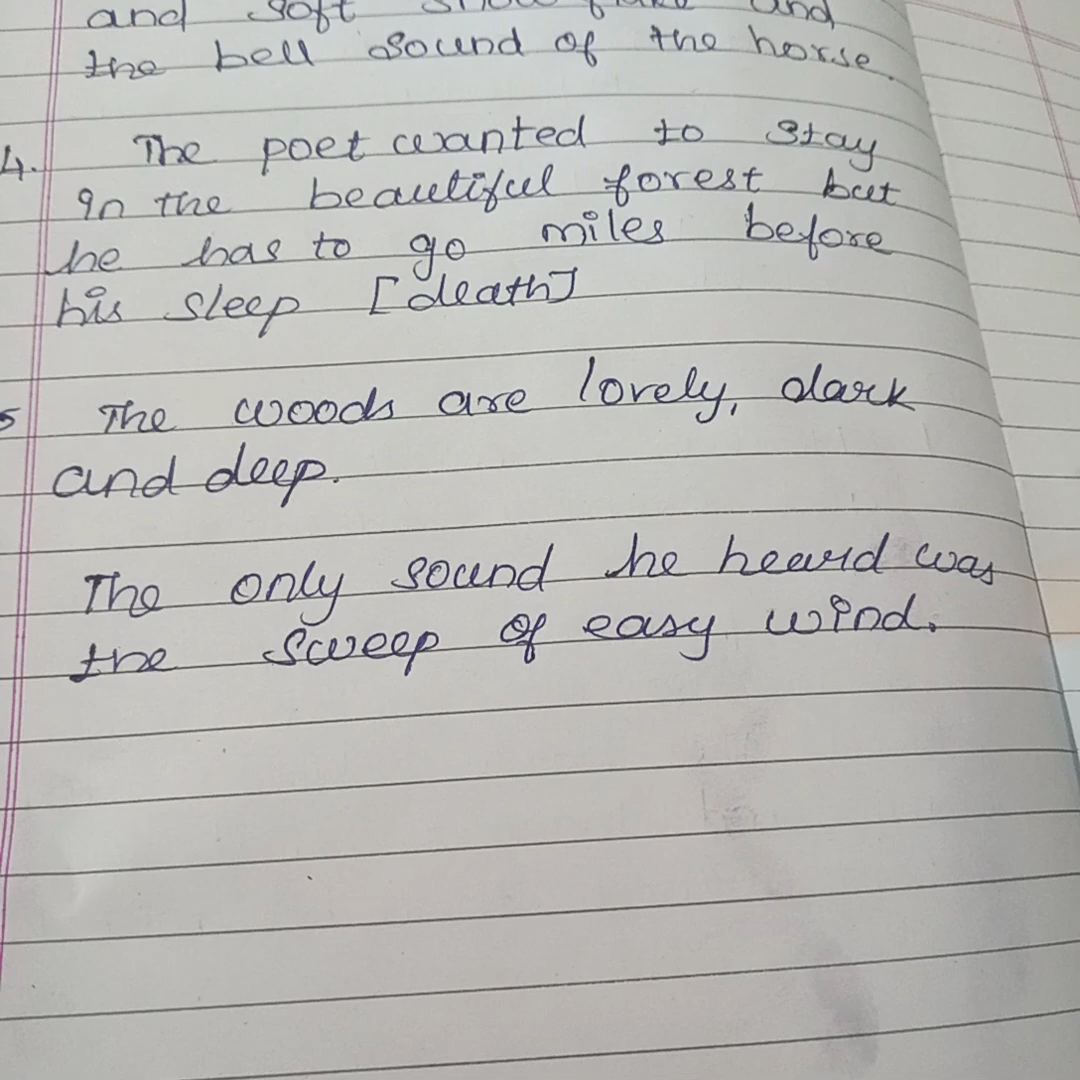 and soft snow flake and
the bell sound of the horse.
4. The poet wanted to stay
in the beautiful forest but
he has to go miles before
his sleep [death]
5 The woods are lovely, dark
and deep.
The only sound he heard was
the sweep of easy wind.